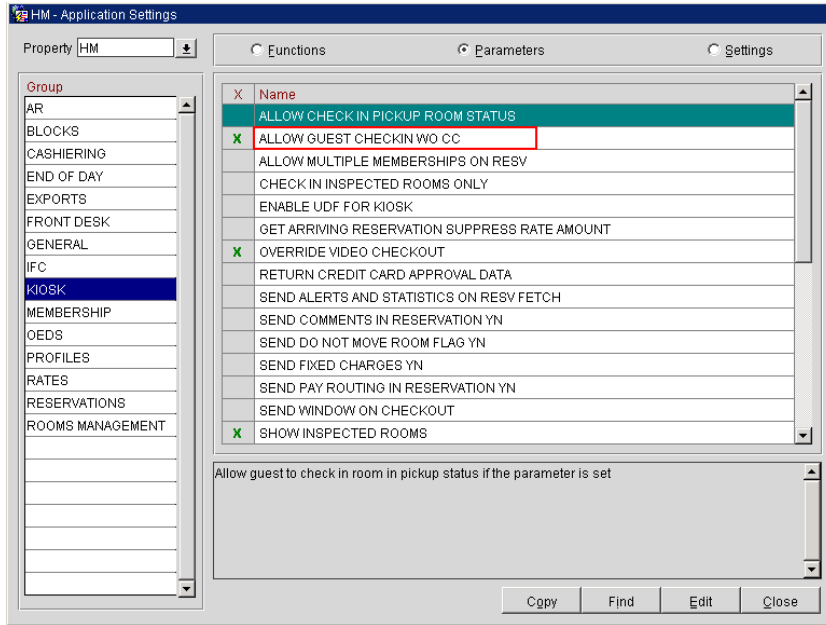 HM - Application Settings
Property HM
Functions
Parameters
Settings
Group
AR
BLOCKS
CASHIERING
END OF DAY
EXPORTS
FRONT DESK
GENERAL
IFC
KIOSK
MEMBERSHIP
OEDS
PROFILES
RATES
RESERVATIONS
ROOMS MANAGEMENT
X Name
ALLOW CHECK IN PICKUP ROOM STATUS
X ALLOW GUEST CHECKIN WO CC
ALLOW MULTIPLE MEMBERSHIPS ON RESV
CHECK IN INSPECTED ROOMS ONLY
ENABLE UDF FOR KIOSK
GET ARRIVING RESERVATION SUPPRESS RATE AMOUNT
X OVERRIDE VIDEO CHECKOUT
RETURN CREDIT CARD APPROVAL DATA
SEND ALERTS AND STATISTICS ON RESV FETCH
SEND COMMENTS IN RESERVATION YN
SEND DO NOT MOVE ROOM FLAG YN
SEND FIXED CHARGES YN
SEND PAY ROUTING IN RESERVATION YN
SEND WINDOW ON CHECKOUT
X SHOW INSPECTED ROOMS
Allow guest to check in room in pickup status if the parameter is set
Copy
Find
Edit
Close